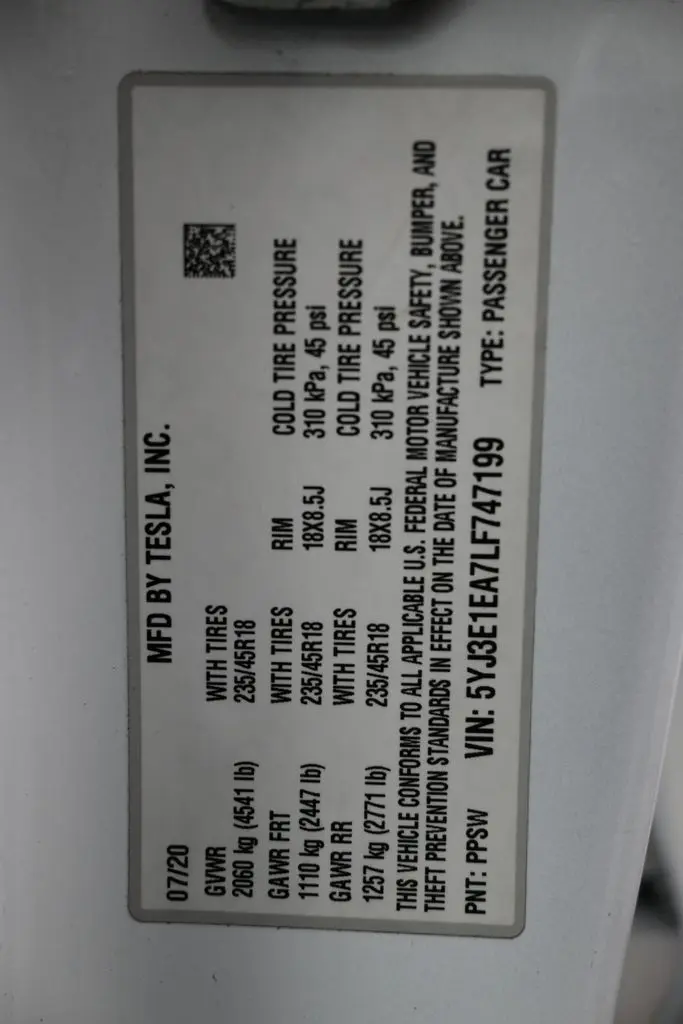 07/20 MFD BY TESLA, INC.
GVWR WITH TIRES
2060 kg (4541 lb) 235/45R18
GAWR FRT WITH TIRES RIM COLD TIRE PRESSURE
1110 kg (2447 lb) 235/45R18 18X8.5J 310 kPa, 45 psi
GAWR RR WITH TIRES RIM COLD TIRE PRESSURE
1257 kg (2771 lb) 235/45R18 18X8.5J 310 kPa, 45 psi
THIS VEHICLE CONFORMS TO ALL APPLICABLE U.S. FEDERAL MOTOR VEHICLE SAFETY, BUMPER, AND
THEFT PREVENTION STANDARDS IN EFFECT ON THE DATE OF MANUFACTURE SHOWN ABOVE.
PNT: PPSW VIN: 5YJ3E1EA7LF747199 TYPE: PASSENGER CAR